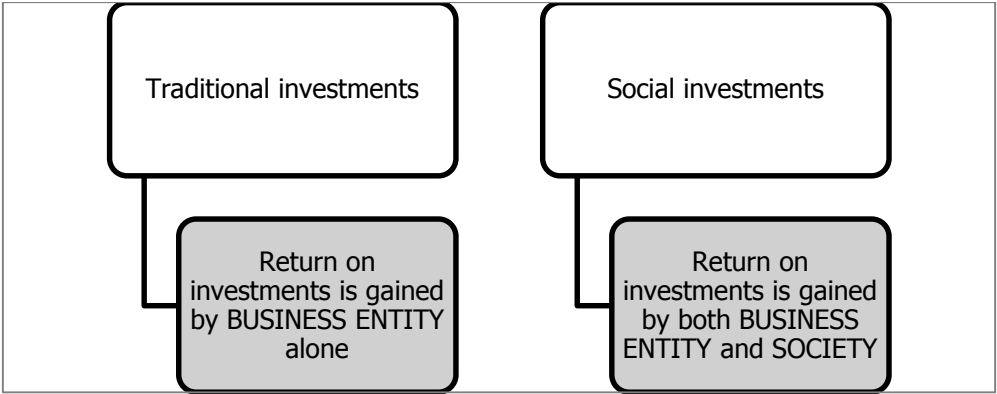 Traditional investments
Social investments
Return on
investments is gained
by BUSINESS ENTITY
alone
Return on
investments is gained
by both BUSINESS
ENTITY and SOCIETY